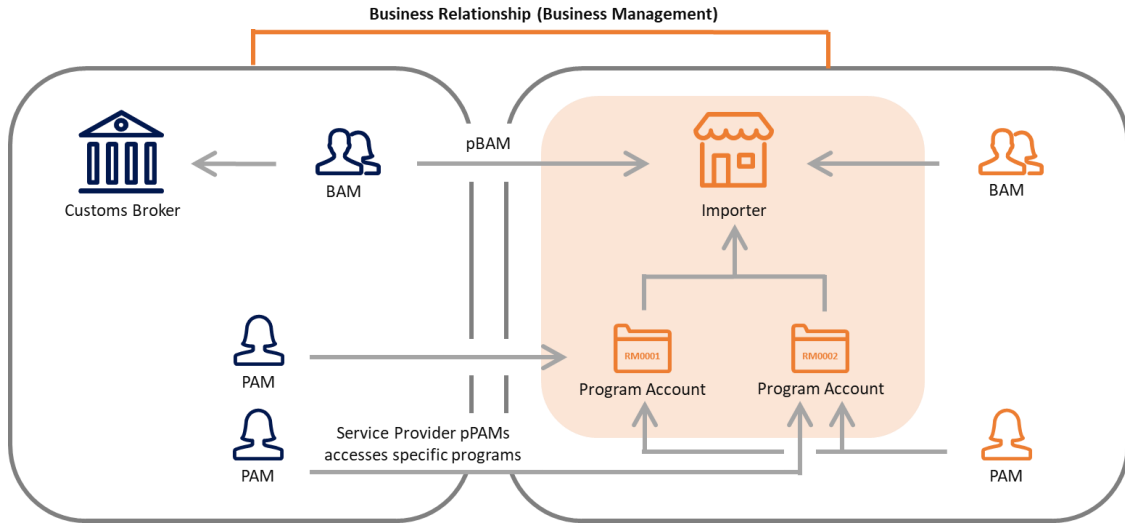 Business Relationship (Business Management)
pBAM
BAM
BAM
Customs Broker
Importer
RM0001
RM0002
PAM
Program Account
Program Account
Service Provider pPAMs
accesses specific programs
PAM
PAM